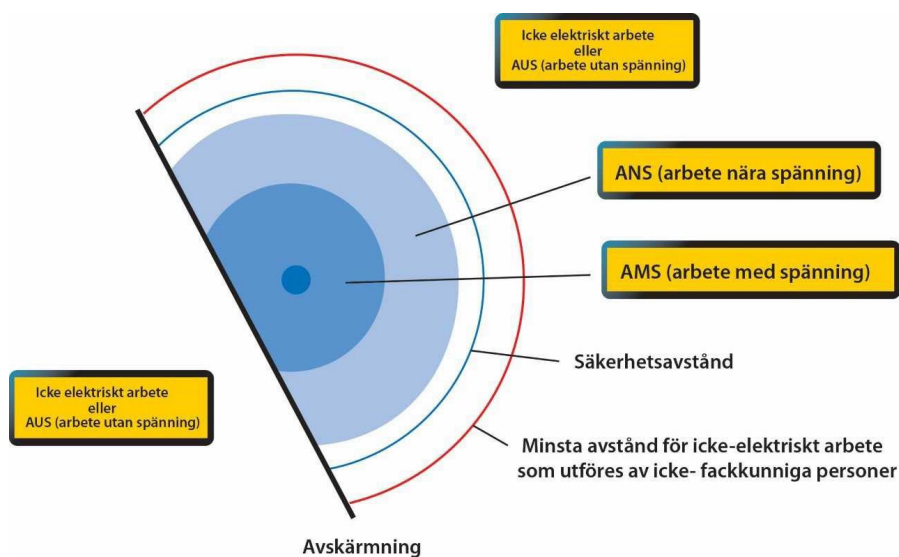 Icke elektriskt arbete
eller
AUS (arbete utan spänning)
ANS (arbete nära spänning)
AMS (arbete med spänning)
Säkerhetsavstånd
Icke elektriskt arbete
eller
AUS (arbete utan spänning)
Minsta avstånd för icke-elektriskt arbete
som utföres av icke- fackkunniga personer
Avskärmning